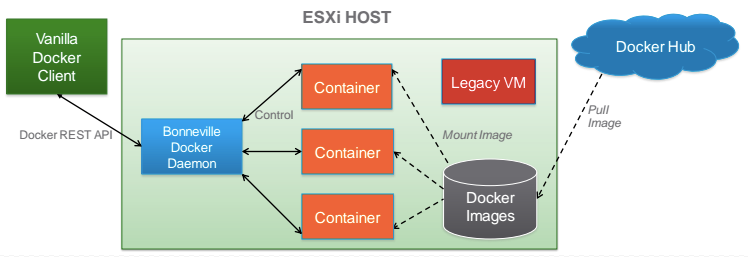 ESXi HOST
Vanilla
Docker
Client
Docker Hub
Container
Legacy VM
Control
Pull
Image
Docker REST API
Bonneville
Docker
Daemon
Container
Mount Image
Container
Docker
Images